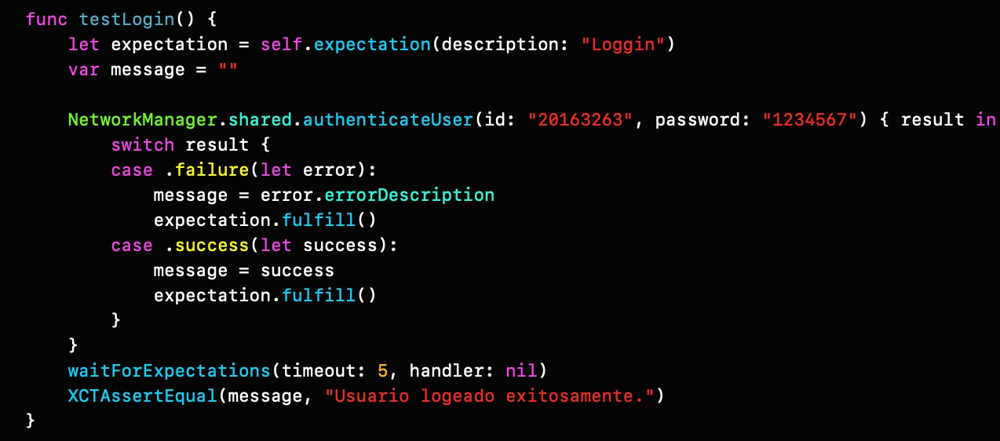 func testLogin() {
    let expectation = self.expectation(description: "Loggin")
    var message = ""

    NetworkManager.shared.authenticateUser(id: "20163263", password: "1234567") { result in
        switch result {
        case .failure(let error):
            message = error.errorDescription
            expectation.fulfill()
        case .success(let success):
            message = success
            expectation.fulfill()
        }
    }
    waitForExpectations(timeout: 5, handler: nil)
    XCTAssertEqual(message, "Usuario logeado exitosamente.")
}